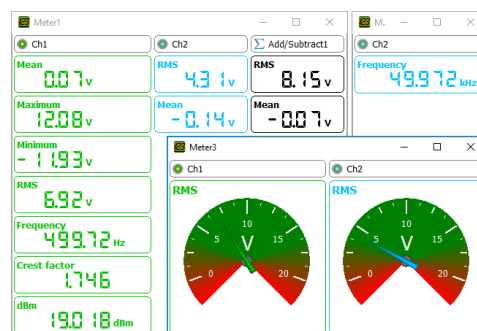 Meter1
Ch1
Ch2
Σ Add/Subtract1
Mean
0.07 v
RMS
4.31 v
RMS
8.15 v
Maximum
12.08 v
Mean
-0.14 v
Mean
-0.07 v
Minimum
-11.93 v
RMS
6.92 v
Frequency
499.72 Hz
Crest factor
1.746
dBm
19.018 dBm
M..
Ch2
Frequency
49.972 kHz
Meter3
Ch1
Ch2
RMS
0
5
10
15
20
V
RMS
0
5
10
15
20
V